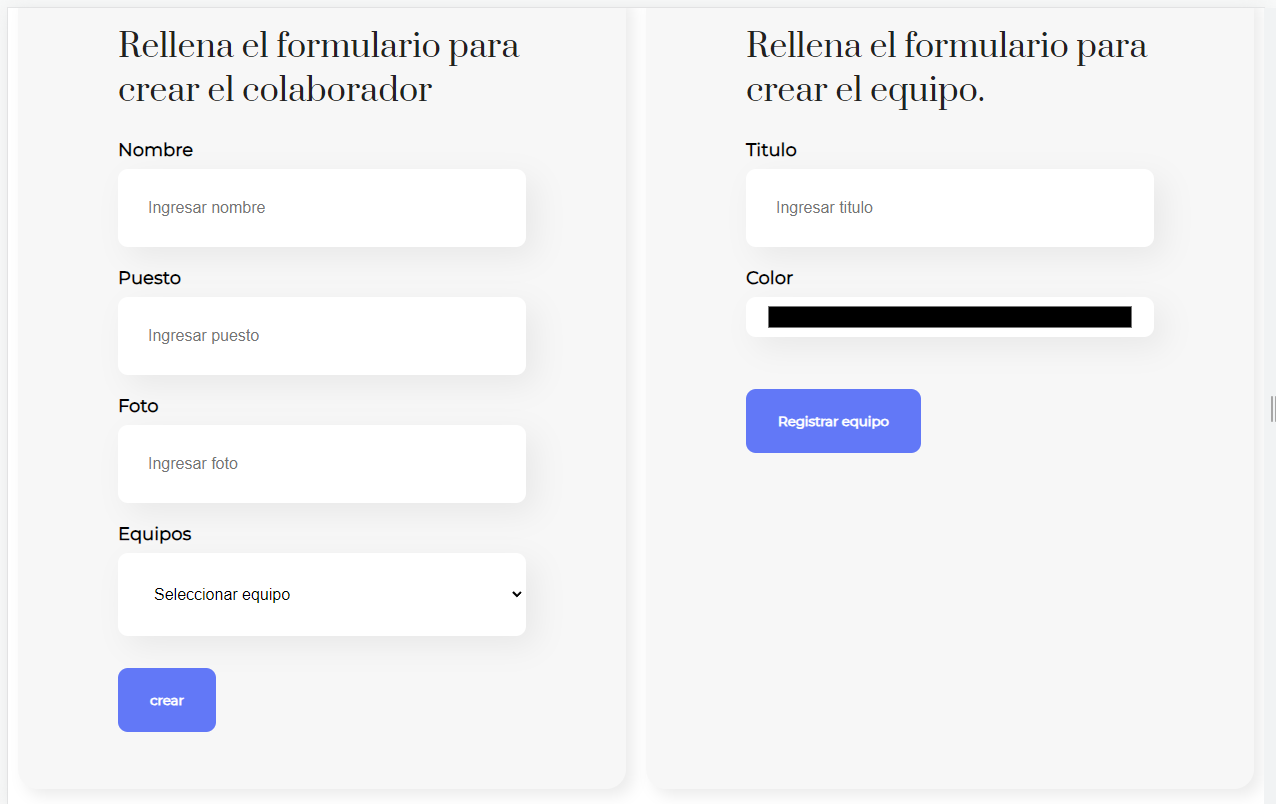 Rellena el formulario para
crear el colaborador
Nombre
Ingresar nombre
Puesto
Ingresar puesto
Foto
Ingresar foto
Equipos
Seleccionar equipo
crear
Rellena el formulario para
crear el equipo.
Titulo
Ingresar titulo
Color
Registrar equipo